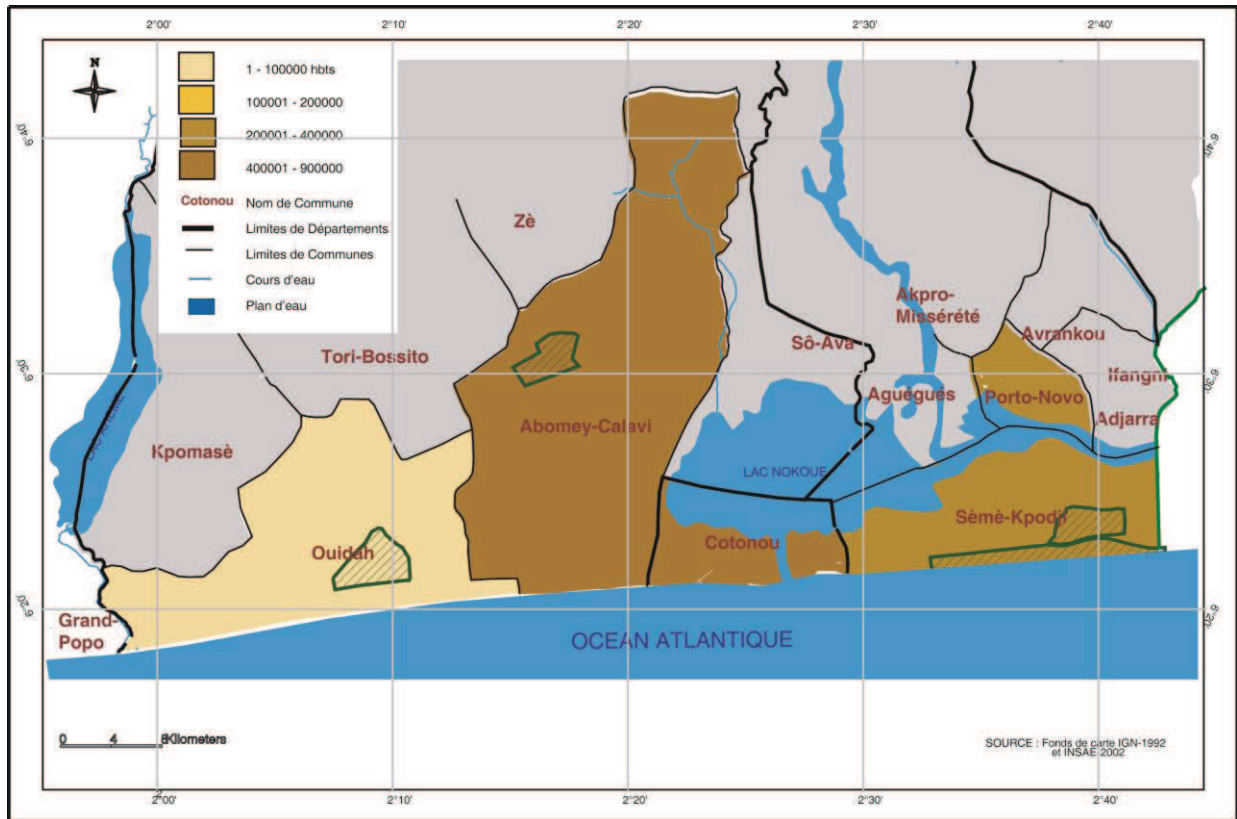 2°00'
2°10'
2°20'
2°30'
2°40'
N
1 - 100000 hbts
100001 - 200000
200001 - 400000
400001 - 900000
Cotonou Nom de Commune
Limites de Départements
Limites de Communes
Cours d'eau
Plan d'eau
6°40'
6°40'
Zè
Akpro-
Missérété
Avrankou
Sô-Ava
Tori-Bossito
6°30'
6°30'
Ifangni
Aguégués
Porto-Novo
Adjarra
Abomey-Calavi
LAC AHEME
Kpomasè
LAC NOKOUE
Sèmè-Kpodji
Cotonou
Ouidah
6°20'
6°20'
Grand-
Popo
OCEAN ATLANTIQUE
0 4 8Kilometers
SOURCE : Fonds de carte IGN-1992
et INSAE 2002
2°00'
2°10'
2°20'
2°30'
2°40'